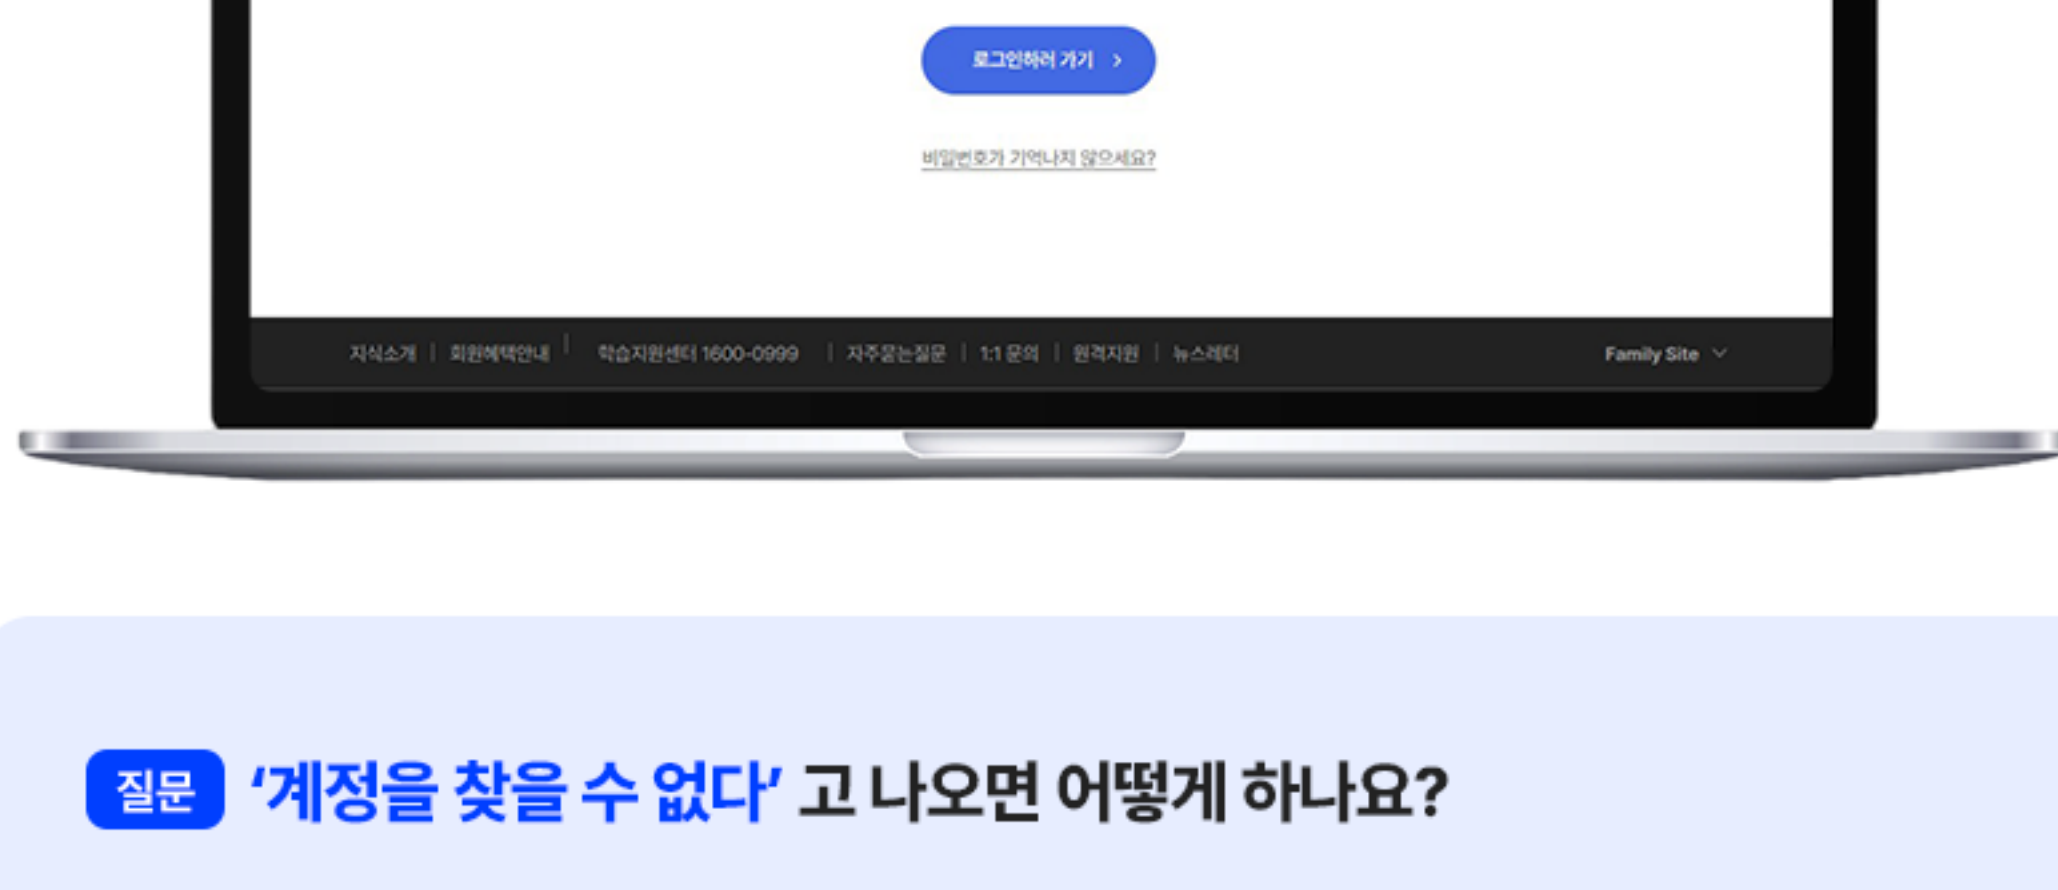 로그인하러 가기 >
비밀번호가 기억나지 않으세요?
지식소개 | 회원혜택안내 | 학습지원센터 1600-0999 | 자주묻는질문 | 1:1 문의 | 원격지원 | 뉴스레터 Family Site
질문 ‘계정을 찾을 수 없다’ 고 나오면 어떻게 하나요?